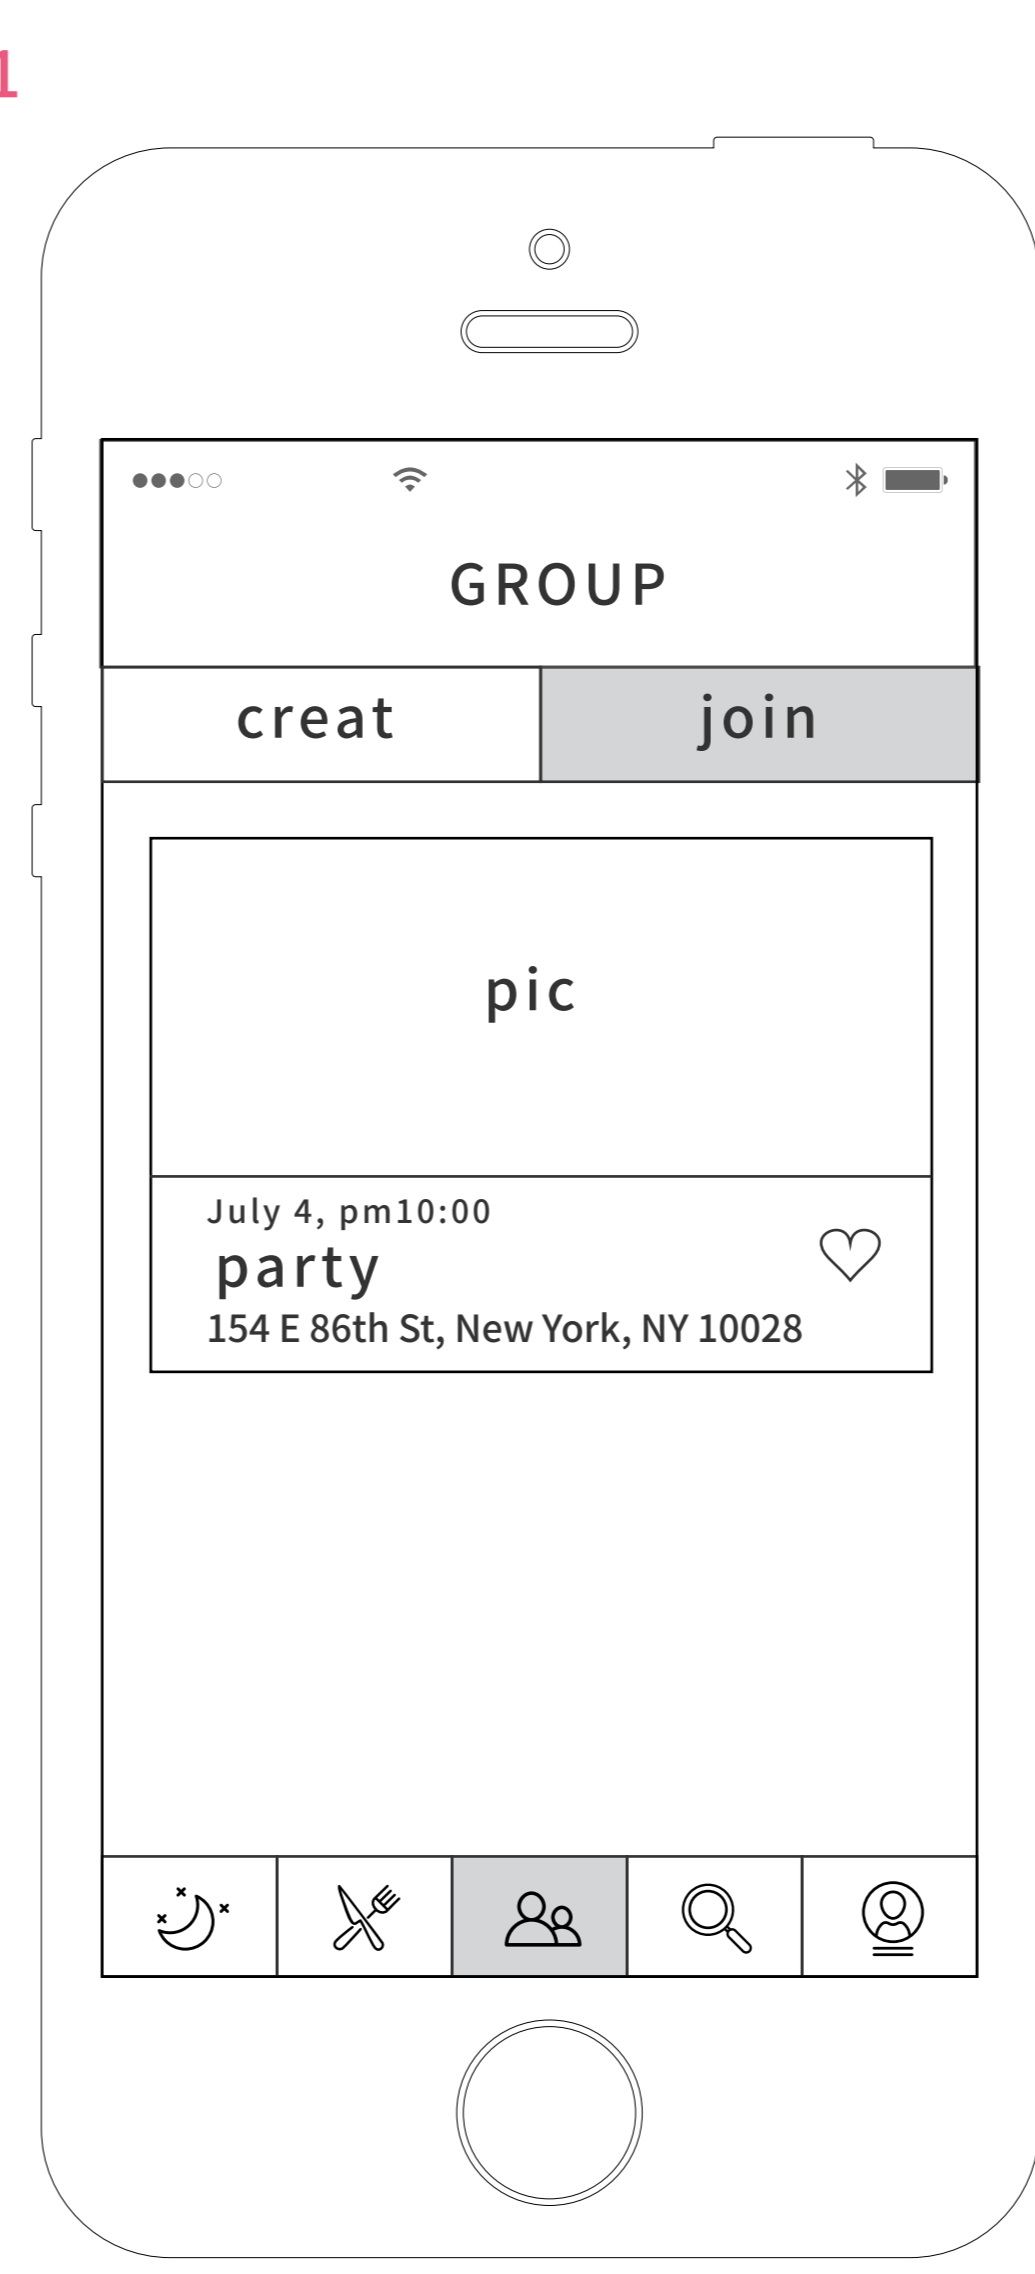 1
GROUP
creat
join
pic
July 4, pm10:00
party
154 E 86th St, New York, NY 10028